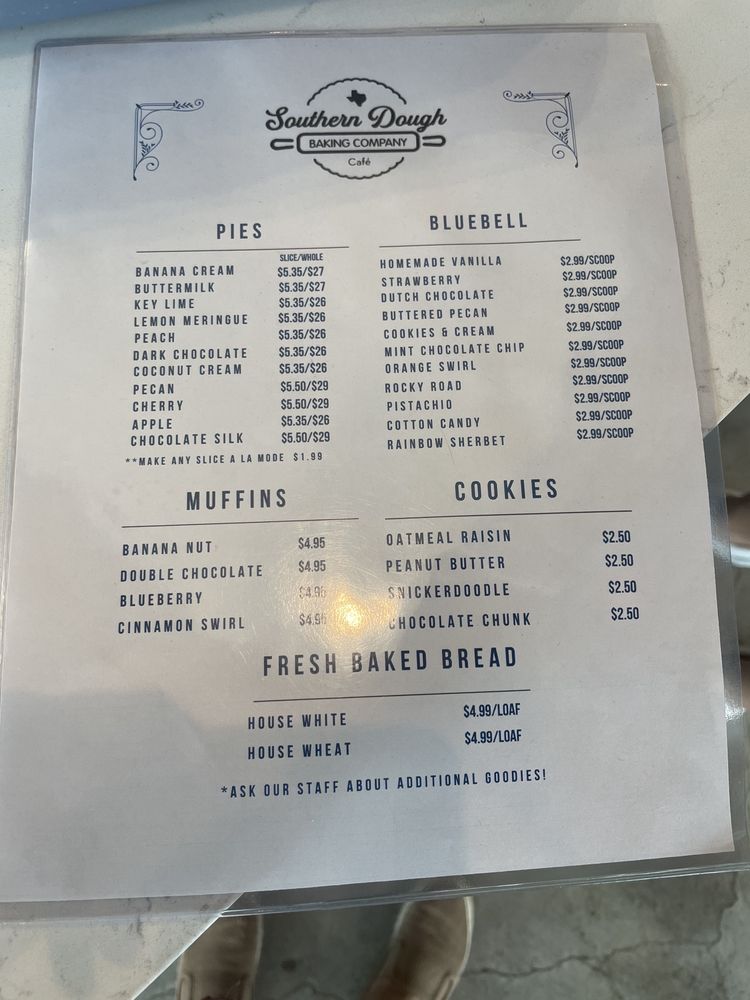 Southern Dough
BAKING COMPANY
Café
PIES
SLICE/WHOLE
BANANA CREAM $5.35/$27
BUTTERMILK $5.35/$27
KEY LIME $5.35/$26
LEMON MERINGUE $5.35/$26
PEACH $5.35/$26
DARK CHOCOLATE $5.35/$26
COCONUT CREAM $5.35/$26
PECAN $5.50/$29
CHERRY $5.50/$29
APPLE $5.35/$26
CHOCOLATE SILK $5.50/$29
**MAKE ANY SLICE A LA MODE $1.99
BLUEBELL
HOMEMADE VANILLA $2.99/SCOOP
STRAWBERRY $2.99/SCOOP
DUTCH CHOCOLATE $2.99/SCOOP
BUTTERED PECAN $2.99/SCOOP
COOKIES & CREAM $2.99/SCOOP
MINT CHOCOLATE CHIP $2.99/SCOOP
ORANGE SWIRL $2.99/SCOOP
ROCKY ROAD $2.99/SCOOP
PISTACHIO $2.99/SCOOP
COTTON CANDY $2.99/SCOOP
RAINBOW SHERBET $2.99/SCOOP
MUFFINS
BANANA NUT $4.95
DOUBLE CHOCOLATE $4.95
BLUEBERRY $4.95
CINNAMON SWIRL $4.95
COOKIES
OATMEAL RAISIN $2.50
PEANUT BUTTER $2.50
SNICKERDOODLE $2.50
CHOCOLATE CHUNK $2.50
FRESH BAKED BREAD
HOUSE WHITE $4.99/LOAF
HOUSE WHEAT $4.99/LOAF
*ASK OUR STAFF ABOUT ADDITIONAL GOODIES!